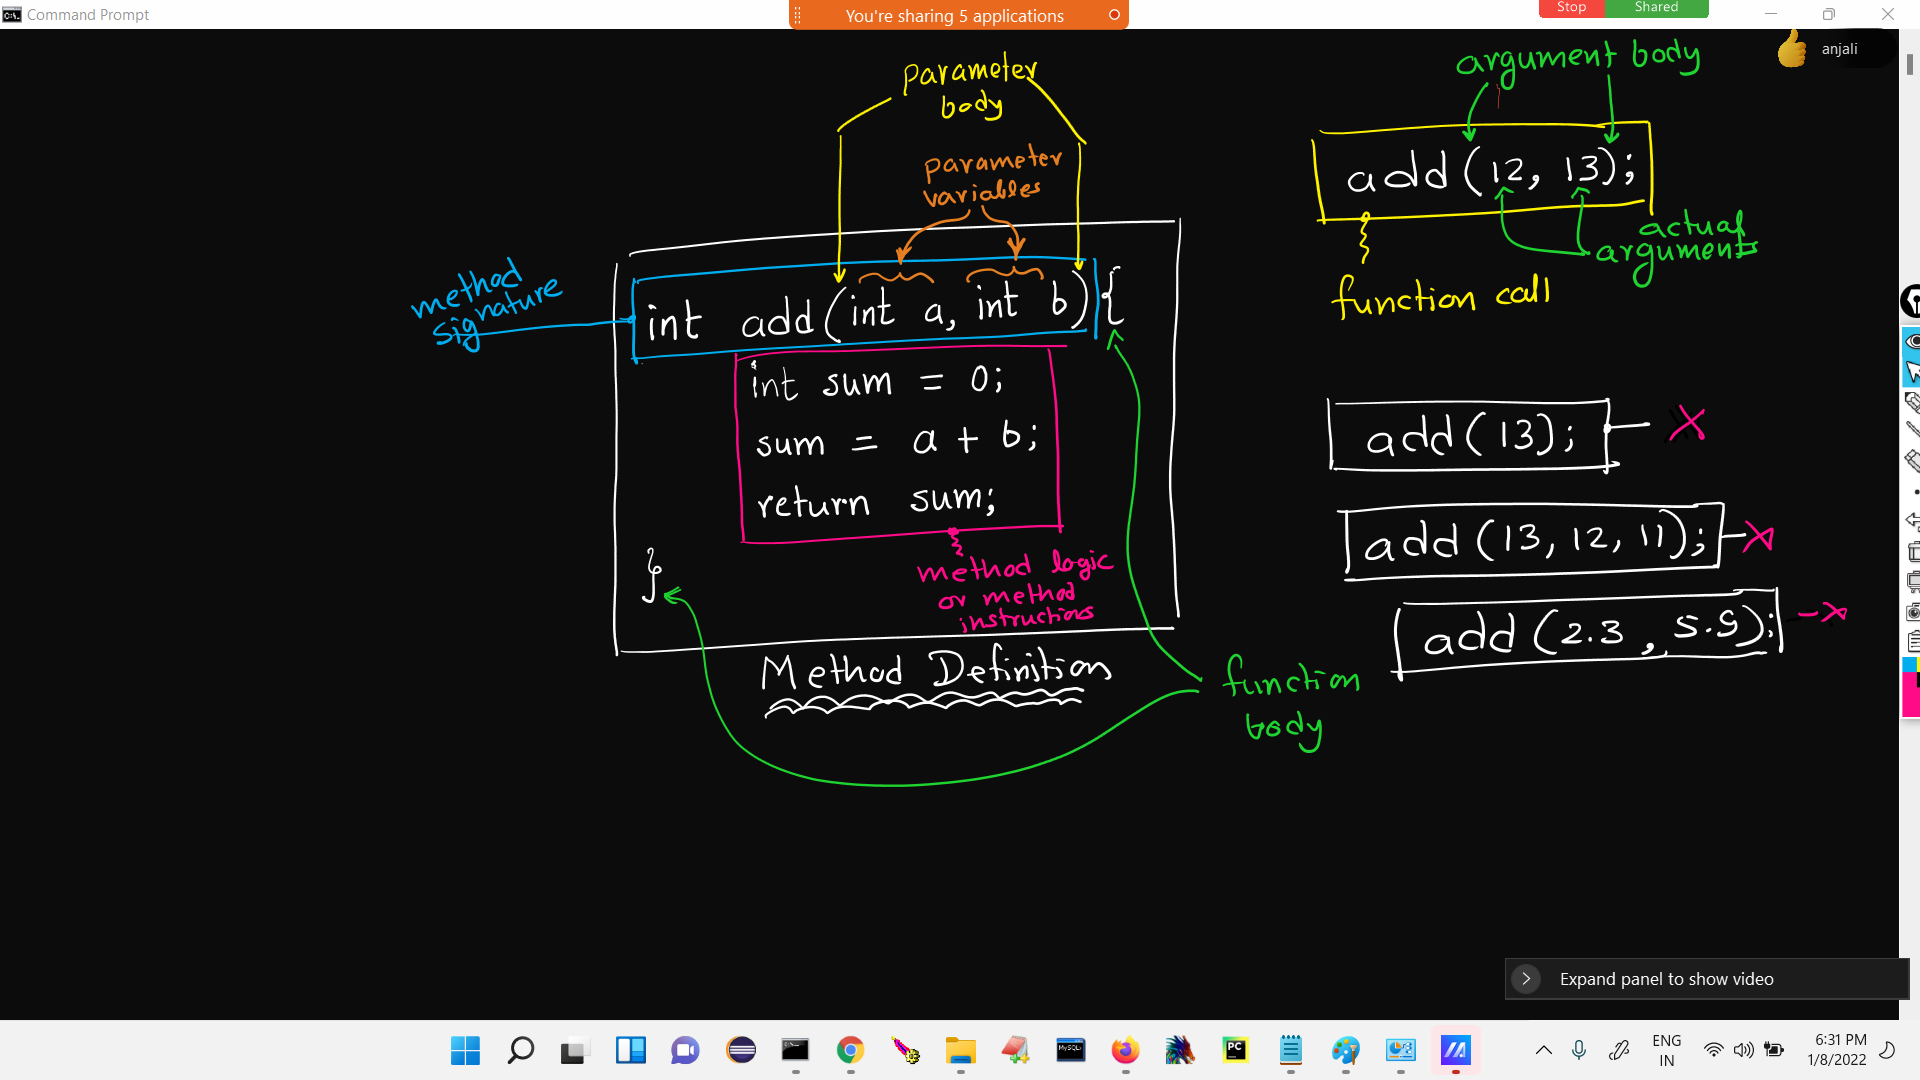 Command Prompt
You're sharing 5 applications
Stop
Shared
anjali
parameter
body
argument body
parameter
variables
add(12, 13);
actual
arguments
function call
method
signature
int add(int a, int b){
int sum = 0;
sum = a + b;
return sum;
}
method logic
or method
instructions
Method Definition
function
body
add(13);
add(13, 12, 11);
add(2.3, 5.9);
Expand panel to show video
MySQL
PC
ENG
IN
6:31 PM
1/8/2022